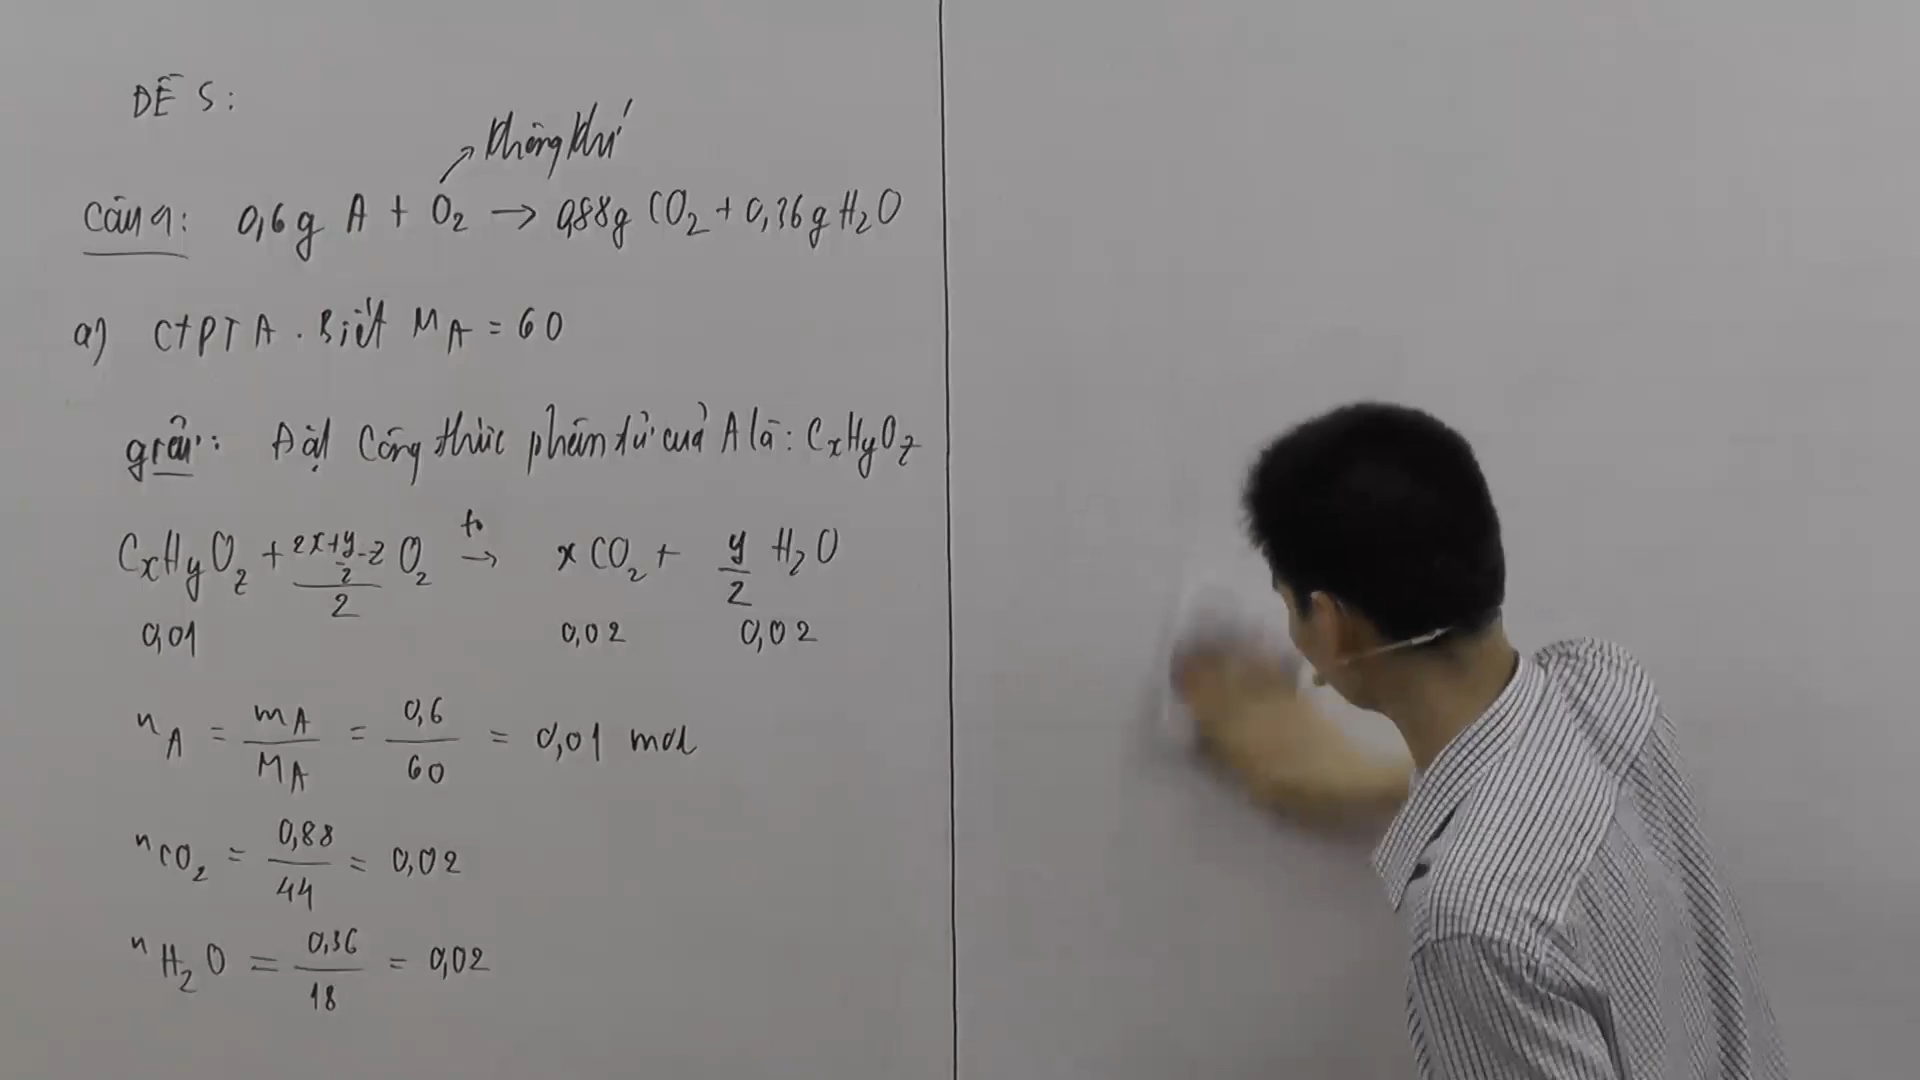 ĐỀ 5:
không khí
Câu 1: 0,6g A + O2 → 0,88g CO2 + 0,36g H2O
a) CTPT A. Biết MA = 60
giải: Đặt Công thức phân tử của A là: CxHyOz
CxHyOz + (2x + y/2 - z)/2 O2 t° → x CO2 + y/2 H2O
0,01 0,02 0,02
nA = mA/MA = 0,6/60 = 0,01 mol
nCO2 = 0,88/44 = 0,02
nH2O = 0,36/18 = 0,02